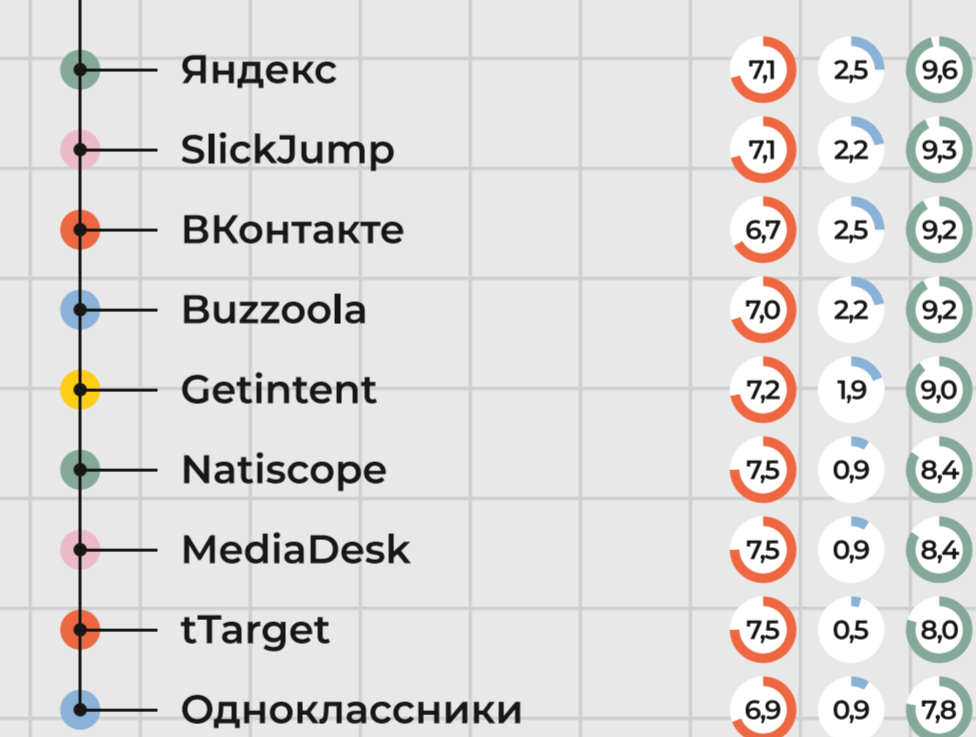 Яндекс 7,1 2,5 9,6
SlickJump 7,1 2,2 9,3
ВКонтакте 6,7 2,5 9,2
Buzzoola 7,0 2,2 9,2
Getintent 7,2 1,9 9,0
Natiscope 7,5 0,9 8,4
MediaDesk 7,5 0,9 8,4
tTarget 7,5 0,5 8,0
Одноклассники 6,9 0,9 7,8